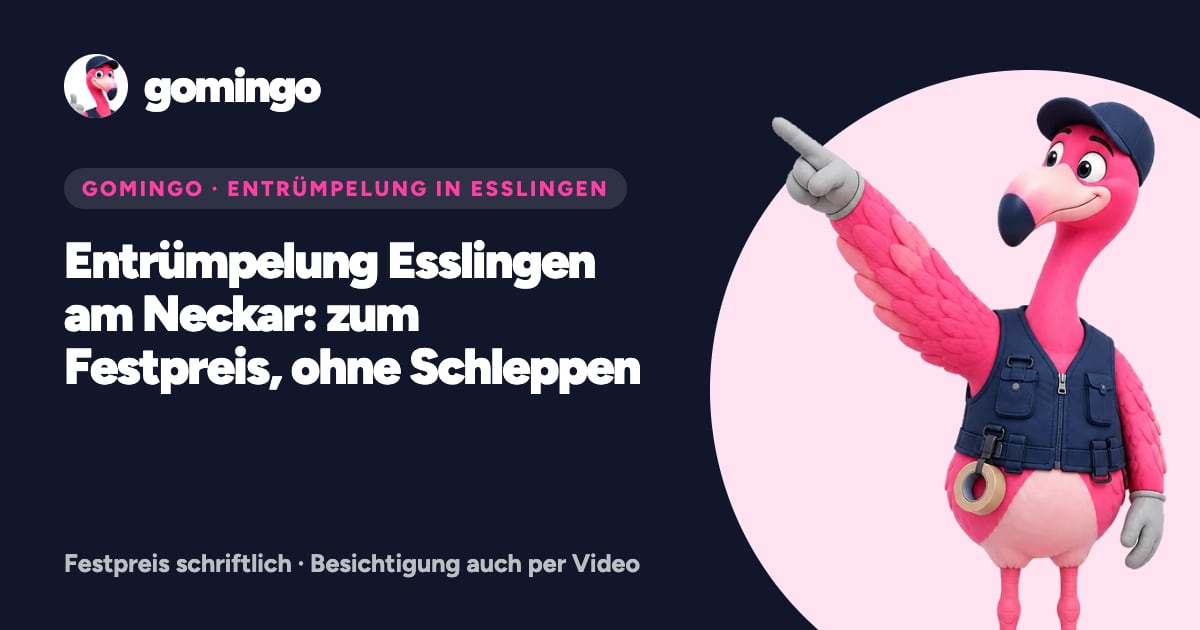 gomingo
GOMINGO · ENTRÜMPELUNG IN ESSLINGEN
Entrümpelung Esslingen
am Neckar: zum
Festpreis, ohne Schleppen
Festpreis schriftlich · Besichtigung auch per Video